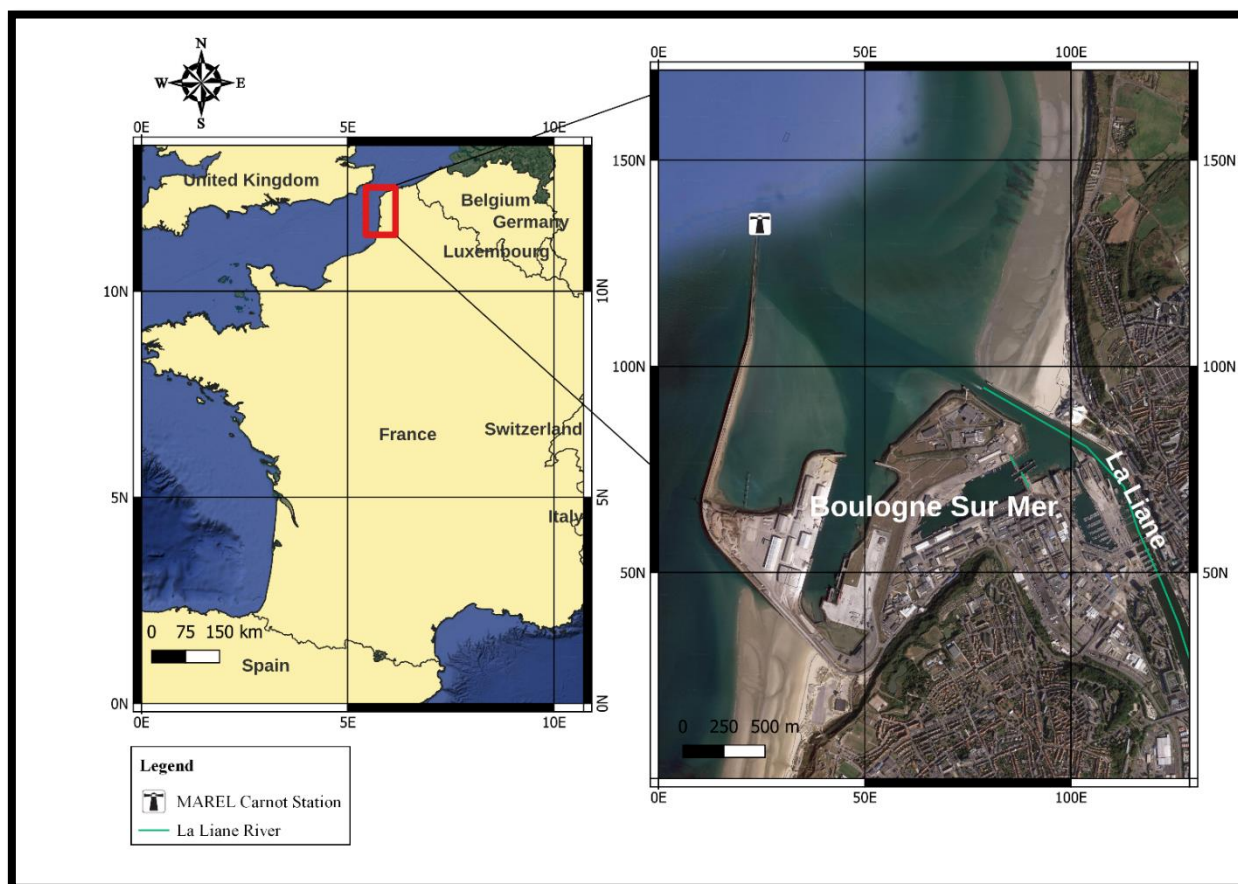 N
W E
S
0E 5E 10E
United Kingdom
Belgium
Germany
Luxembourg
10N 10N
France
Switzerland
5N 5N
Italy
0 75 150 km
Spain
0N 0N
0E 5E 10E
Legend
MAREL Carnot Station
La Liane River
0E 50E 100E
150N 150N
100N 100N
La Liane
Boulogne Sur Mer.
50N 50N
0 250 500 m
0E 50E 100E